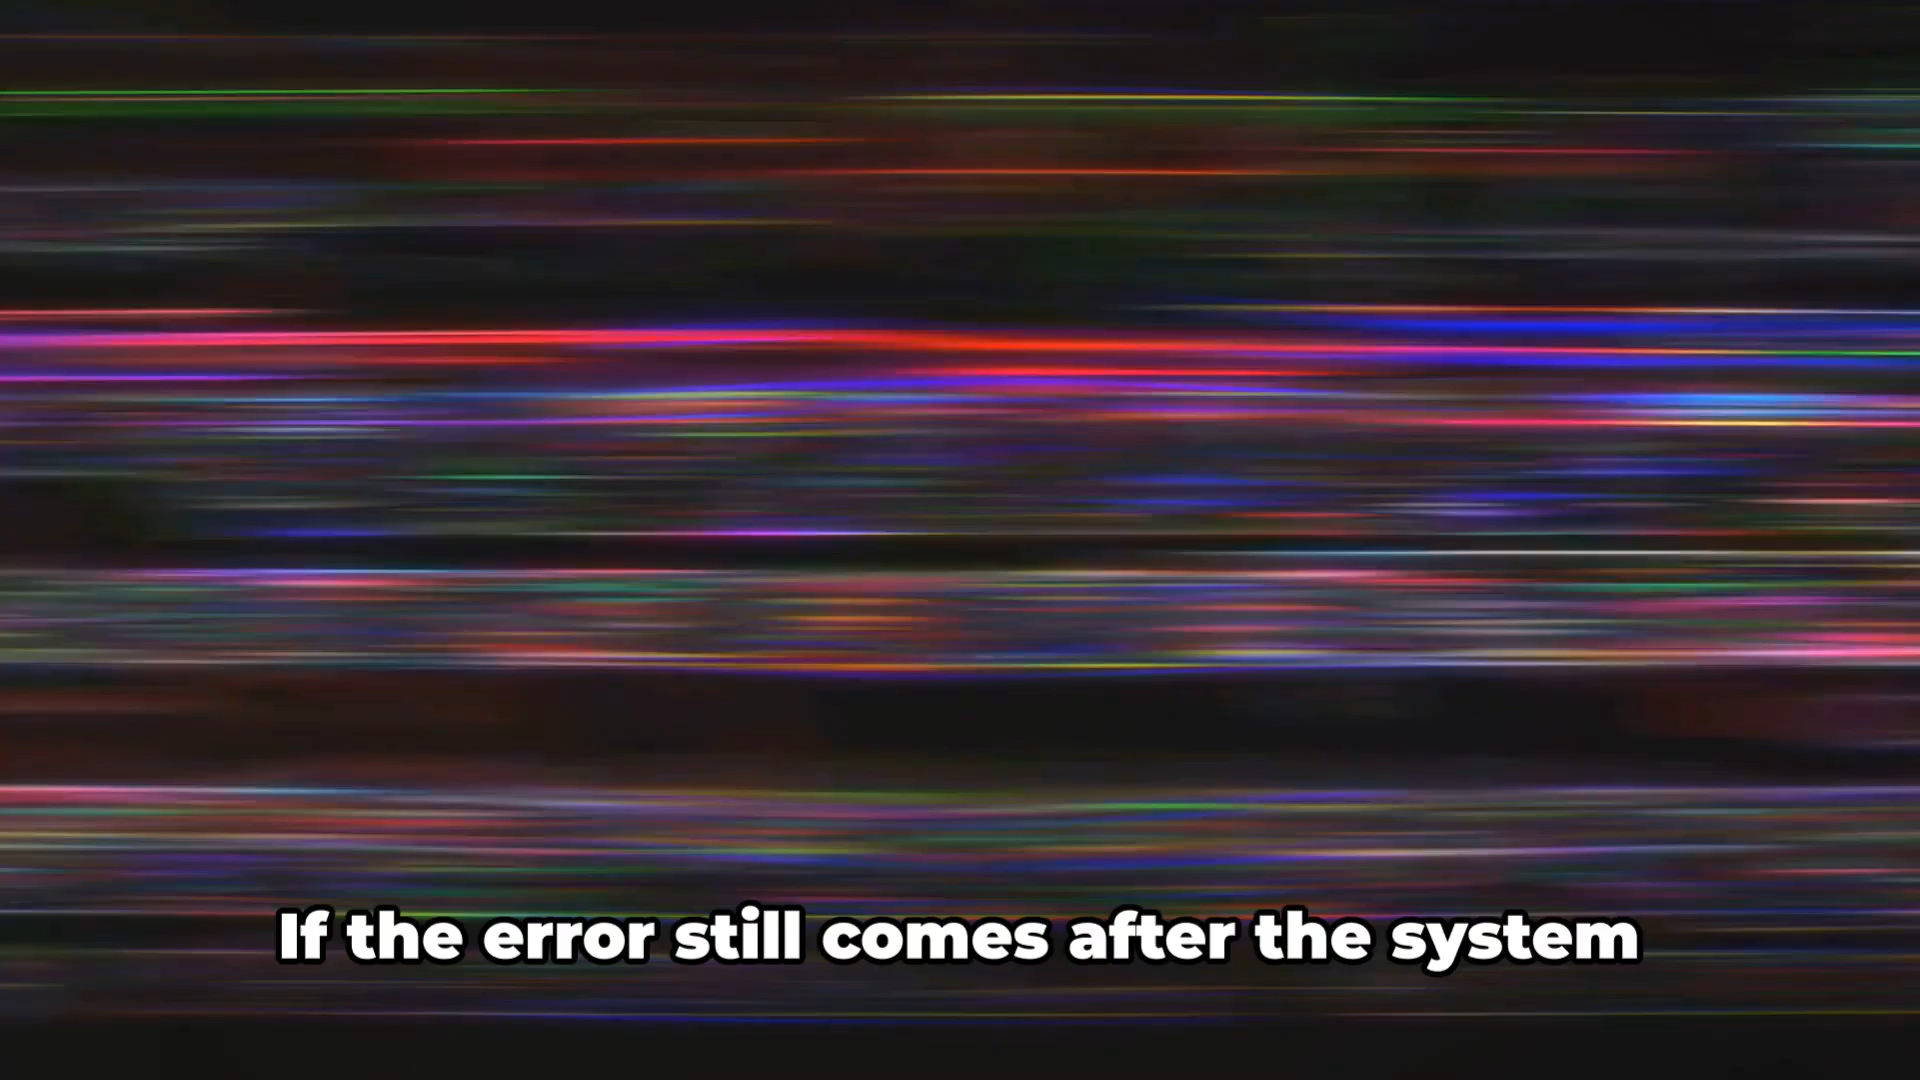 If the error still comes after the system